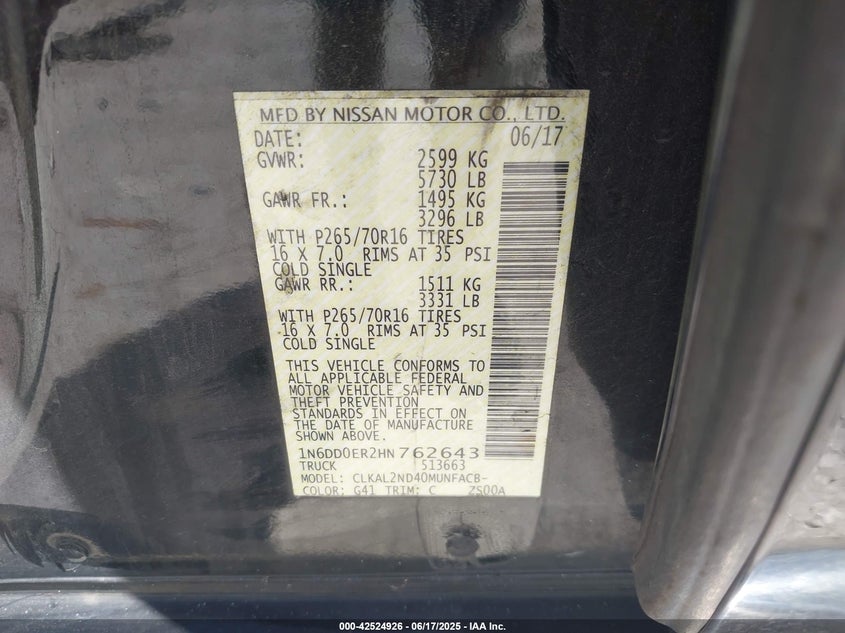 MFD BY NISSAN MOTOR CO., LTD.
DATE: 06/17
GVWR: 2599 KG
5730 LB
GAWR FR.: 1495 KG
3296 LB
WITH P265/70R16 TIRES
16 X 7.0 RIMS AT 35 PSI
COLD SINGLE
GAWR RR.: 1511 KG
3331 LB
WITH P265/70R16 TIRES
16 X 7.0 RIMS AT 35 PSI
COLD SINGLE
THIS VEHICLE CONFORMS TO
ALL APPLICABLE FEDERAL
MOTOR VEHICLE SAFETY AND
THEFT PREVENTION
STANDARDS IN EFFECT ON
THE DATE OF MANUFACTURE
SHOWN ABOVE.
1N6DD0ER2HN762643
TRUCK 513663
MODEL: CLKAL2ND40MUNFACB-
COLOR: G41 TRIM: C ZS00A
000-42524926 - 06/17/2025 - IAA Inc.